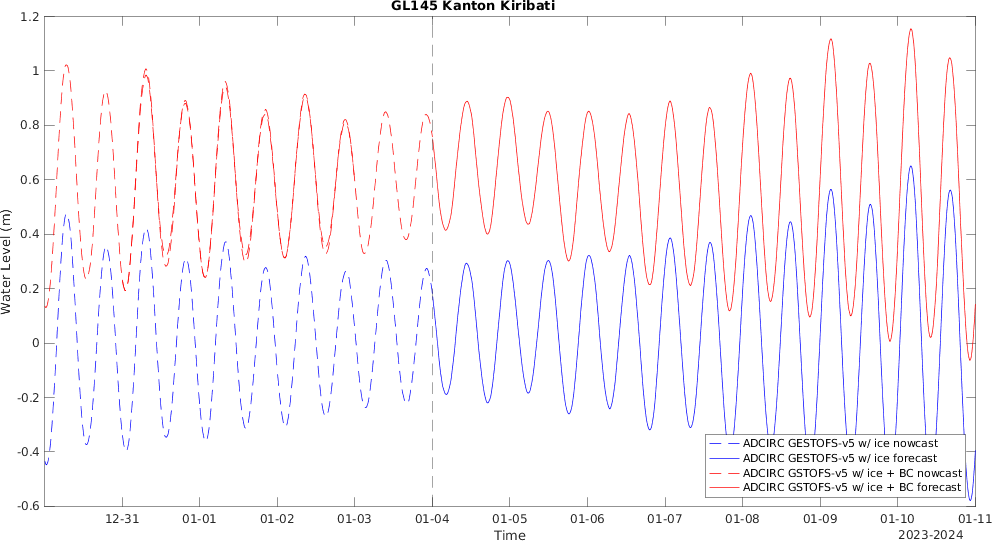 GL145 Kanton Kiribati
1.2
1
0.8
0.6
0.4
0.2
0
-0.2
-0.4
-0.6
Water Level (m)
ADCIRC GESTOFS-v5 w/ ice nowcast
ADCIRC GESTOFS-v5 w/ ice forecast
ADCIRC GSTOFS-v5 w/ ice + BC nowcast
ADCIRC GSTOFS-v5 w/ ice + BC forecast
12-31 01-01 01-02 01-03 01-04 01-05 01-06 01-07 01-08 01-09 01-10 01-11
Time
2023-2024